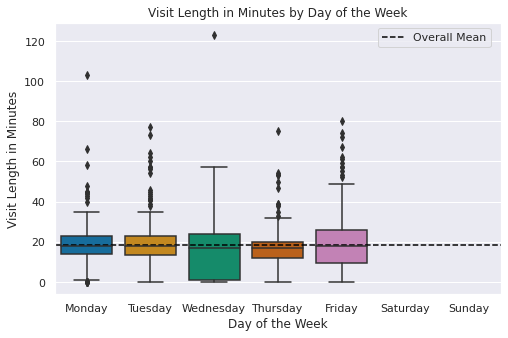 Visit Length in Minutes by Day of the Week
Overall Mean
Visit Length in Minutes
120
100
80
60
40
20
0
Monday Tuesday Wednesday Thursday Friday Saturday Sunday
Day of the Week